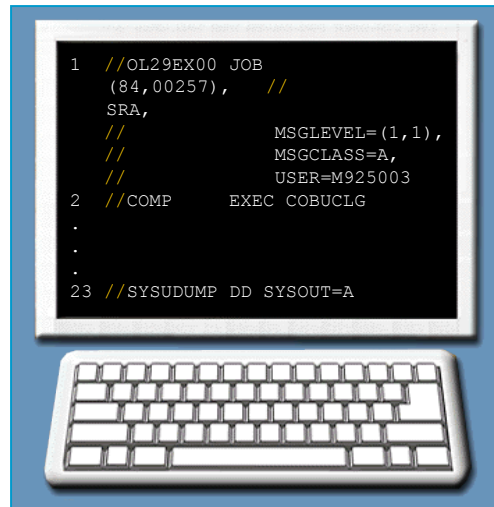 1 //OL29EX00 JOB
(84,00257), //
SRA,
// MSGLEVEL=(1,1),
// MSGCLASS=A,
// USER=M925003
2 //COMP EXEC COBUCLG
.
.
.
23 //SYSUDUMP DD SYSOUT=A